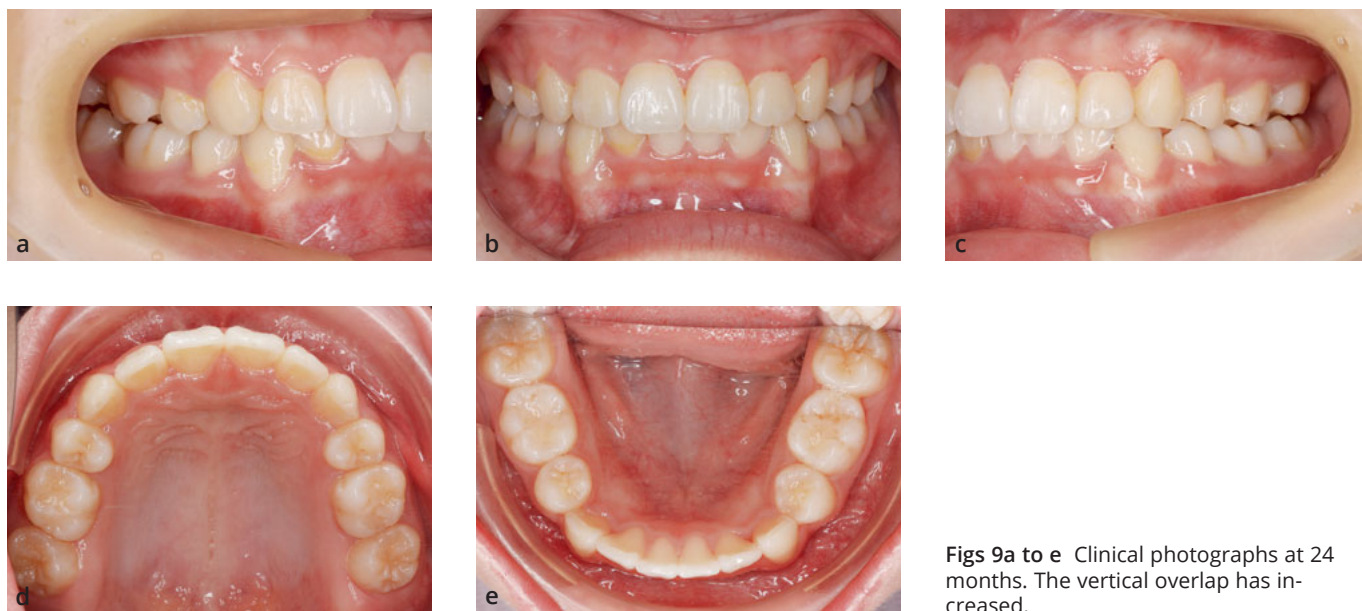 a
b
c
d
e
Figs 9a to e Clinical photographs at 24
months. The vertical overlap has in-
creased.